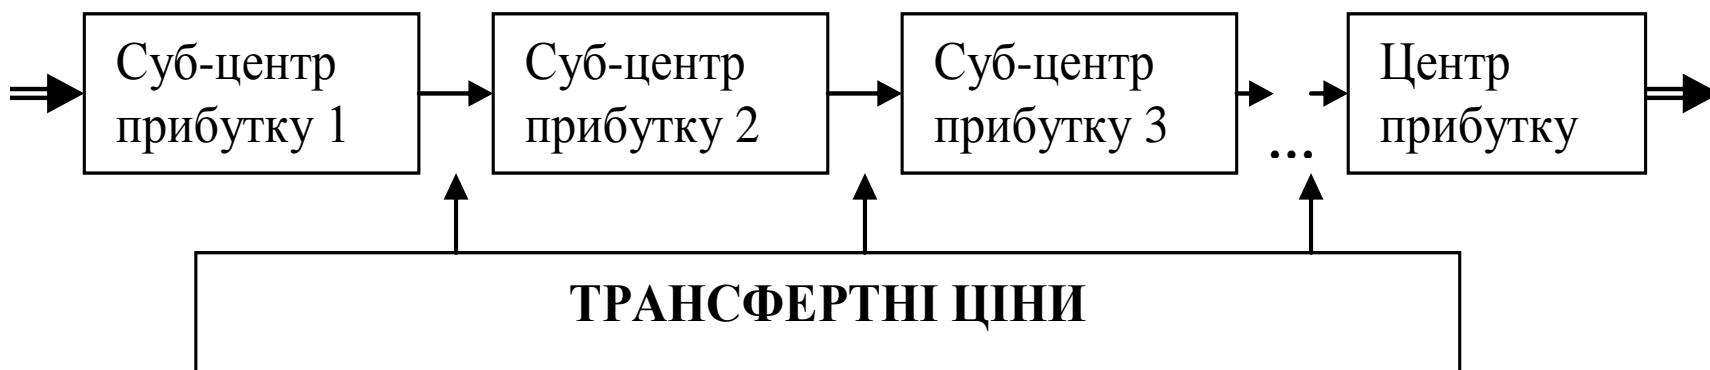 Суб-центр
прибутку 1
Суб-центр
прибутку 2
Суб-центр
прибутку 3
...
Центр
прибутку
ТРАНСФЕРТНІ ЦІНИ